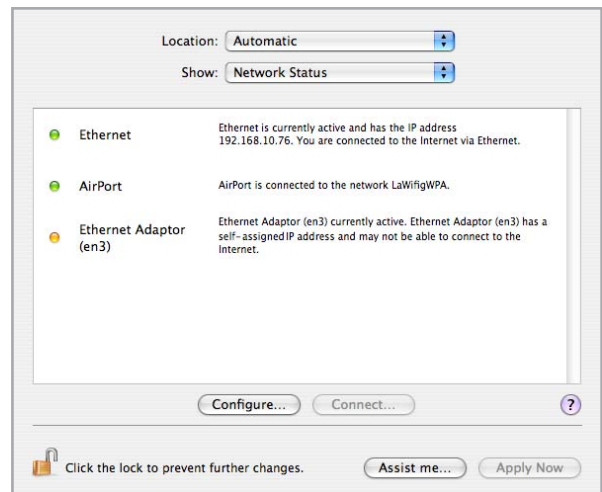 Location: Automatic
Show: Network Status
Ethernet
Ethernet is currently active and has the IP address
192.168.10.76. You are connected to the Internet via Ethernet.
AirPort
AirPort is connected to the network LaWifigWPA.
Ethernet Adaptor
(en3)
Ethernet Adaptor (en3) currently active. Ethernet Adaptor (en3) has a
self-assigned IP address and may not be able to connect to the
Internet.
Configure... Connect... ?
Click the lock to prevent further changes. Assist me... Apply Now